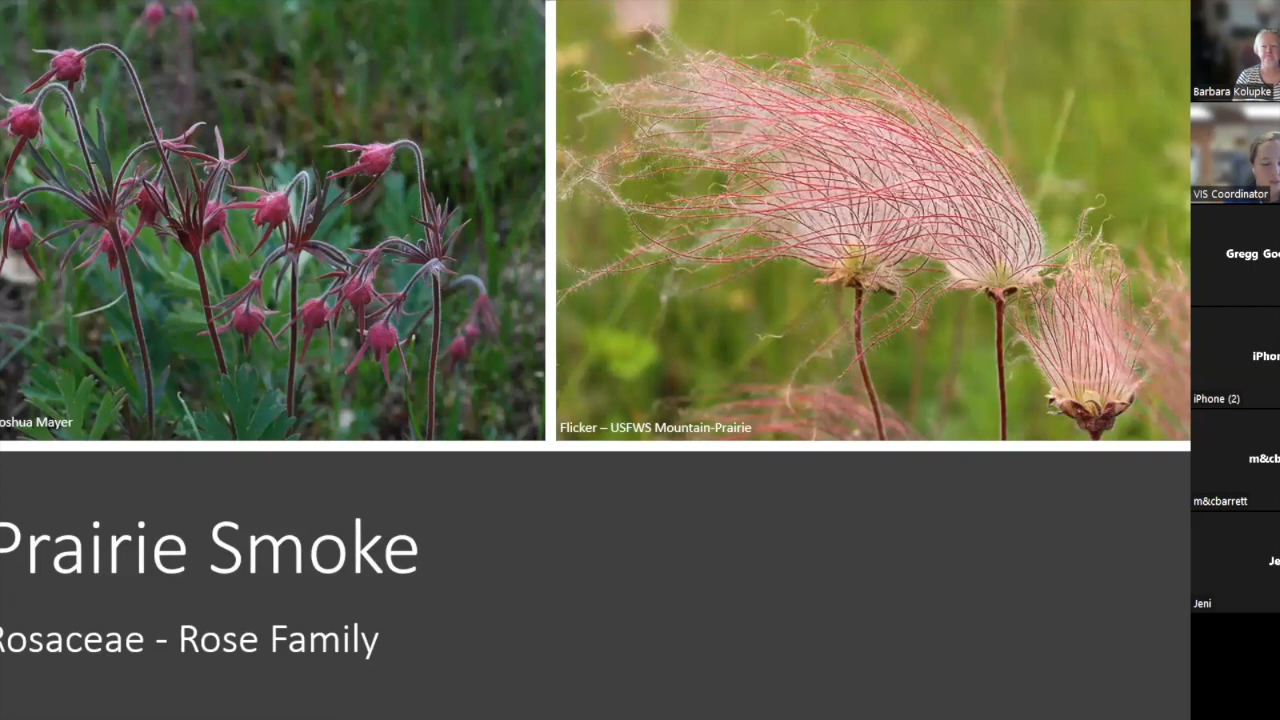 oshua Mayer
Flicker – USFWS Mountain-Prairie
Prairie Smoke
Rosaceae - Rose Family
Barbara Kolupke
VIS Coordinator
Gregg Goo
iPhon
iPhone (2)
m&cb
m&cbarrett
Je
Jeni